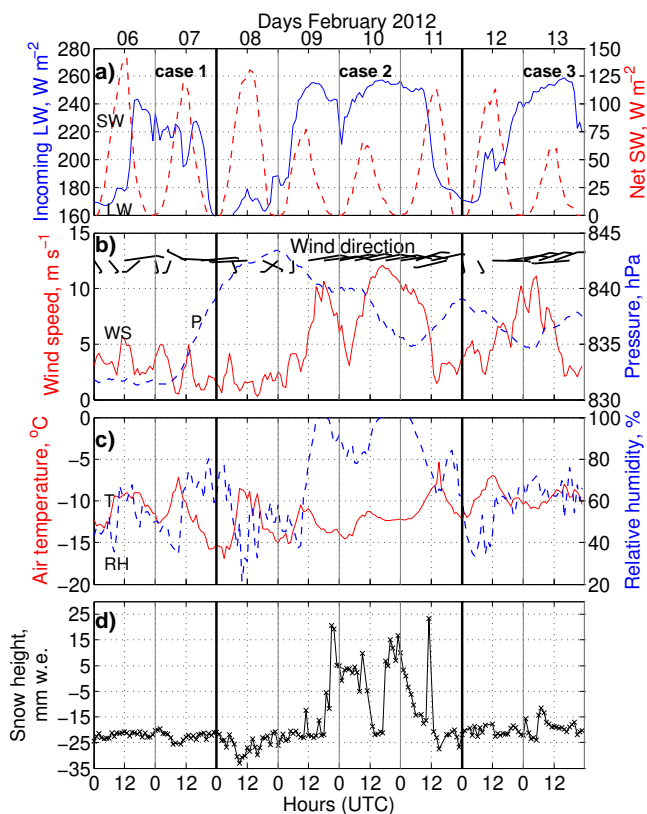 Days February 2012
06 07 08 09 10 11 12 13
280 150
a) case 1 case 2 case 3
260 125
240 100
SW
220 75
200 50
180 25
LW
160 0
Incoming LW, W m⁻²
Net SW, W m⁻²
15 845
b) Wind direction
10 840
P
WS
5 835
0 830
Wind speed, m s⁻¹
Pressure, hPa
0 100
c)
−5 80
T
−10 60
−15 40
RH
−20 20
Air temperature, °C
Relative humidity, %
25
d)
15
5
−5
−15
−25
−35
Snow height,
mm w.e.
0 12 0 12 0 12 0 12 0 12 0 12 0 12 0 12
Hours (UTC)